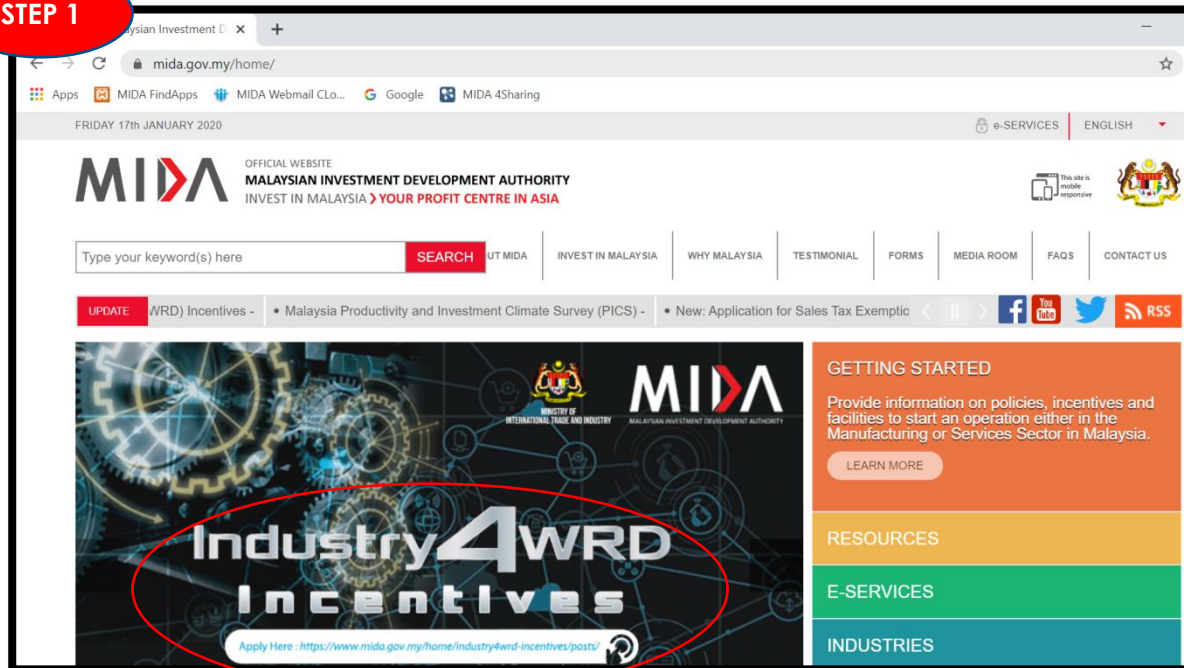 STEP 1
ysian Investment D
mida.gov.my/home/
Apps MIDA FindApps MIDA Webmail CLo... Google MIDA 4Sharing
FRIDAY 17th JANUARY 2020 e-SERVICES ENGLISH
MIDA
OFFICIAL WEBSITE
MALAYSIAN INVESTMENT DEVELOPMENT AUTHORITY
INVEST IN MALAYSIA YOUR PROFIT CENTRE IN ASIA
This site is
mobile
responsive
Type your keyword(s) here SEARCH UT MIDA INVEST IN MALAYSIA WHY MALAYSIA TESTIMONIAL FORMS MEDIA ROOM FAQS CONTACT US
UPDATE WRD) Incentives - • Malaysia Productivity and Investment Climate Survey (PICS) - • New: Application for Sales Tax Exemptio f You Tube RSS
MINISTRY OF
INTERNATIONAL TRADE AND INDUSTRY
MIDA
MALAYSIAN INVESTMENT DEVELOPMENT AUTHORITY
Industry4WRD
Incentives
Apply Here : https://www.mida.gov.my/home/industry4wrd-incentives/posts/
GETTING STARTED
Provide information on policies, incentives and
facilities to start an operation either in the
Manufacturing or Services Sector in Malaysia.
LEARN MORE
RESOURCES
E-SERVICES
INDUSTRIES